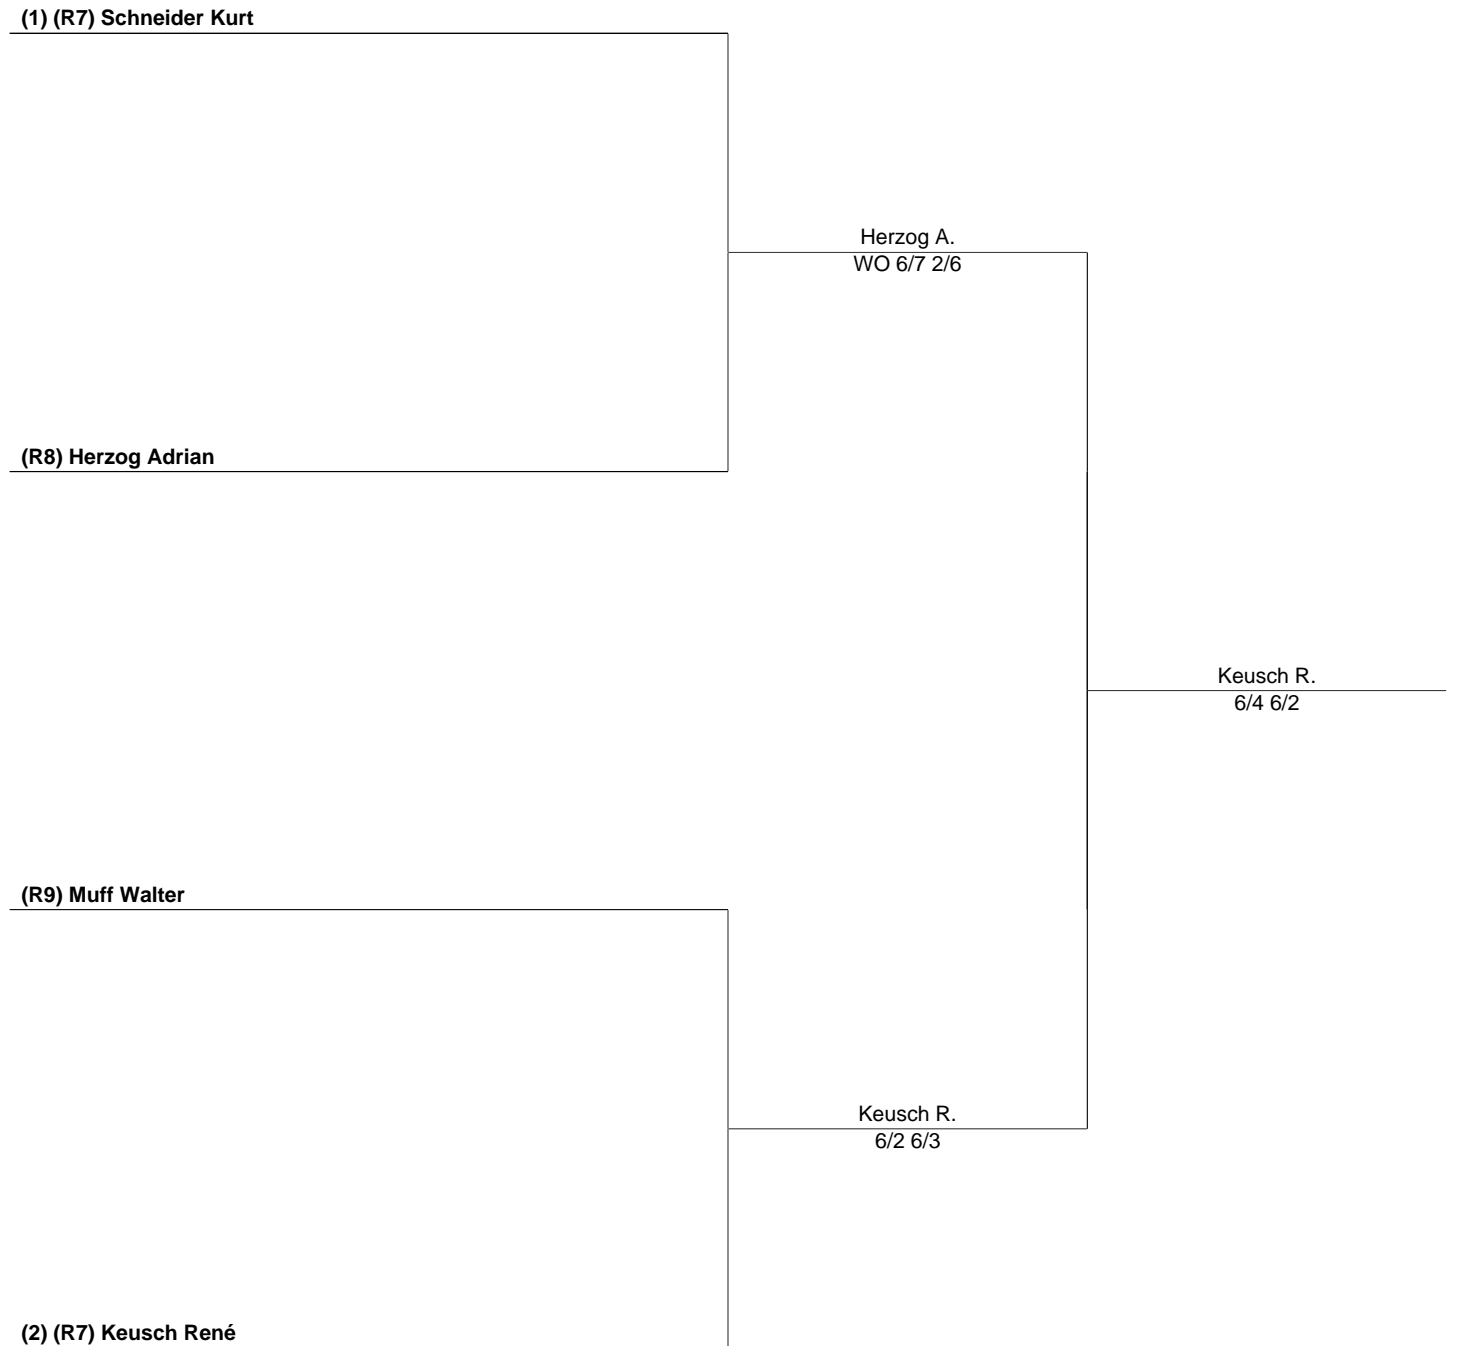 (1) (R7) Schneider Kurt
Herzog A.
WO 6/7 2/6
(R8) Herzog Adrian
Keusch R.
6/4 6/2
(R9) Muff Walter
Keusch R.
6/2 6/3
(2) (R7) Keusch René